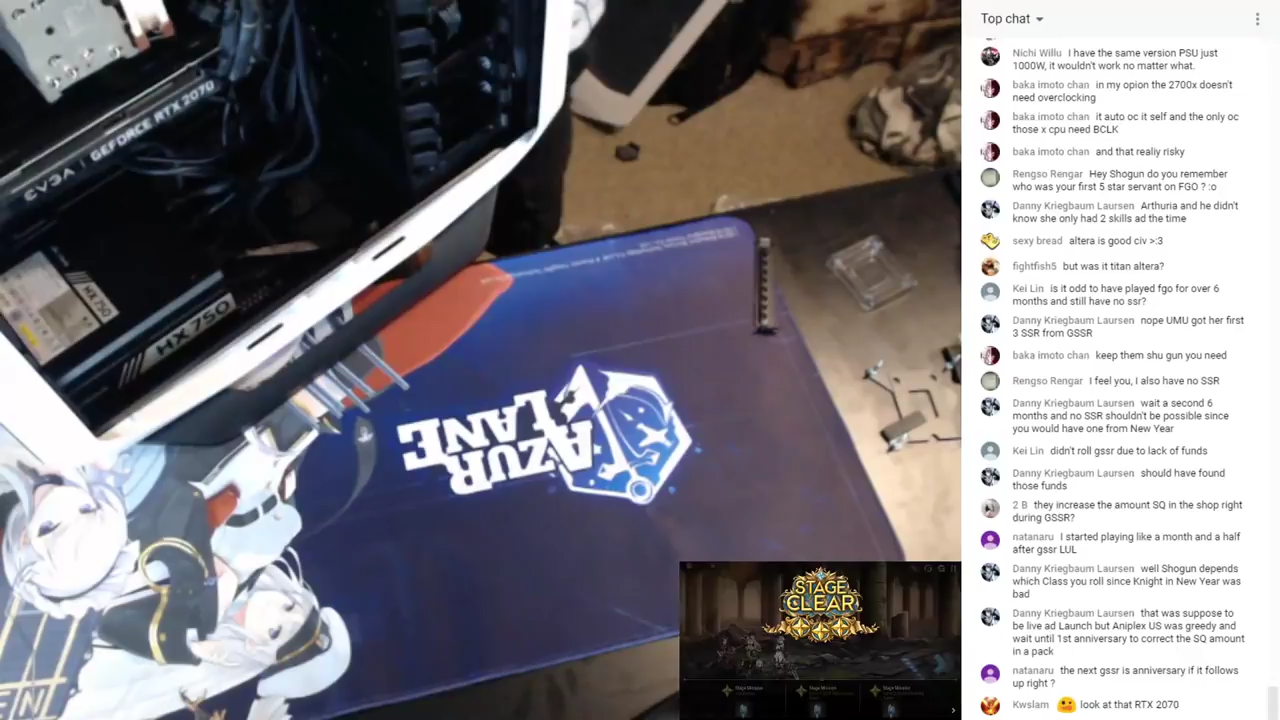 EVGA | GEFORCE RTX 2070
HX750
HX750
AZUR
LANE
STAGE
CLEAR
Top chat
Nichi Willu I have the same version PSU just
1000W, it wouldn't work no matter what.
baka imoto chan in my opion the 2700x doesn't
need overclocking
baka imoto chan it auto oc it self and the only oc
those x cpu need BCLK
baka imoto chan and that realiy risky
Rengso Rengar Hey Shogun do you remember
who was your first 5 star servant on FGO ? :o
Danny Kriegbaum Laursen Arthuria and he didn't
know she only had 2 skills ad the time
sexy bread altera is good civ >:3
fightfish5 but was it titan altera?
Kei Lin is it odd to have played fgo for over 6
months and still have no ssr?
Danny Kriegbaum Laursen nope UMU got her first
3 SSR from GSSR
baka imoto chan keep them shu gun you need
Rengso Rengar I feel you, I also have no SSR
Danny Kriegbaum Laursen wait a second 6
months and no SSR shouldn't be possible since
you would have one from New Year
Kei Lin didn't roll gssr due to lack of funds
Danny Kriegbaum Laursen should have found
those funds
2 B they increase the amount SQ in the shop right
during GSSR?
natanaru I started playing like a month and a half
after gssr LUL
Danny Kriegbaum Laursen well Shogun depends
which Class you roll since Knight in New Year was
bad
Danny Kriegbaum Laursen that was suppose to
be live ad Launch but Aniplex US was greedy and
wait until 1st anniversary to correct the SQ amount
in a pack
natanaru the next gssr is anniversary if it follows
up right ?
Kwslam look at that RTX 2070